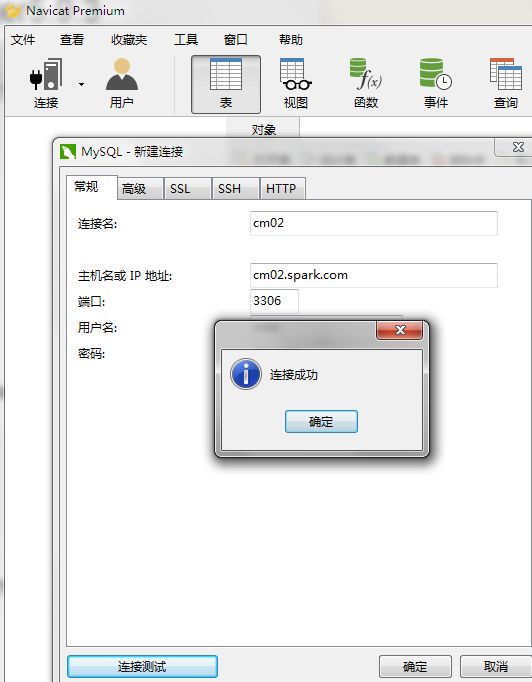 Navicat Premium
文件 查看 收藏夹 工具 窗口 帮助
连接 用户 表 视图 函数 事件 查询
对象
MySQL - 新建连接
常规 高级 SSL SSH HTTP
连接名: cm02
主机名或 IP 地址: cm02.spark.com
端口: 3306
用户名:
密码:
连接成功
确定
连接测试 确定 取消